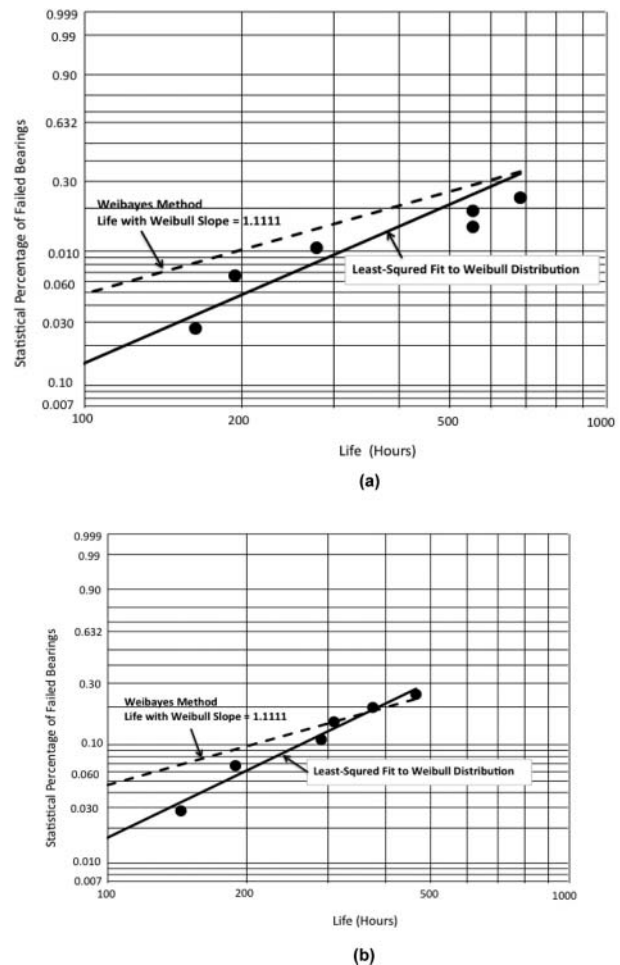 0.999
0.99
0.90
0.632
0.30
0.010
0.060
0.030
0.10
0.007
Statistical Percentage of Failed Bearings
Weibayes Method
Life with Weibull Slope = 1.1111
Least-Squred Fit to Weibull Distribution
100 200 500 1000
Life (Hours)
(a)
0.999
0.99
0.90
0.632
0.30
0.10
0.060
0.030
0.010
0.007
Statistical Percentage of Failed Bearings
Weibayes Method
Life with Weibull Slope = 1.1111
Least-Squred Fit to Weibull Distribution
100 200 500 1000
Life (Hours)
(b)